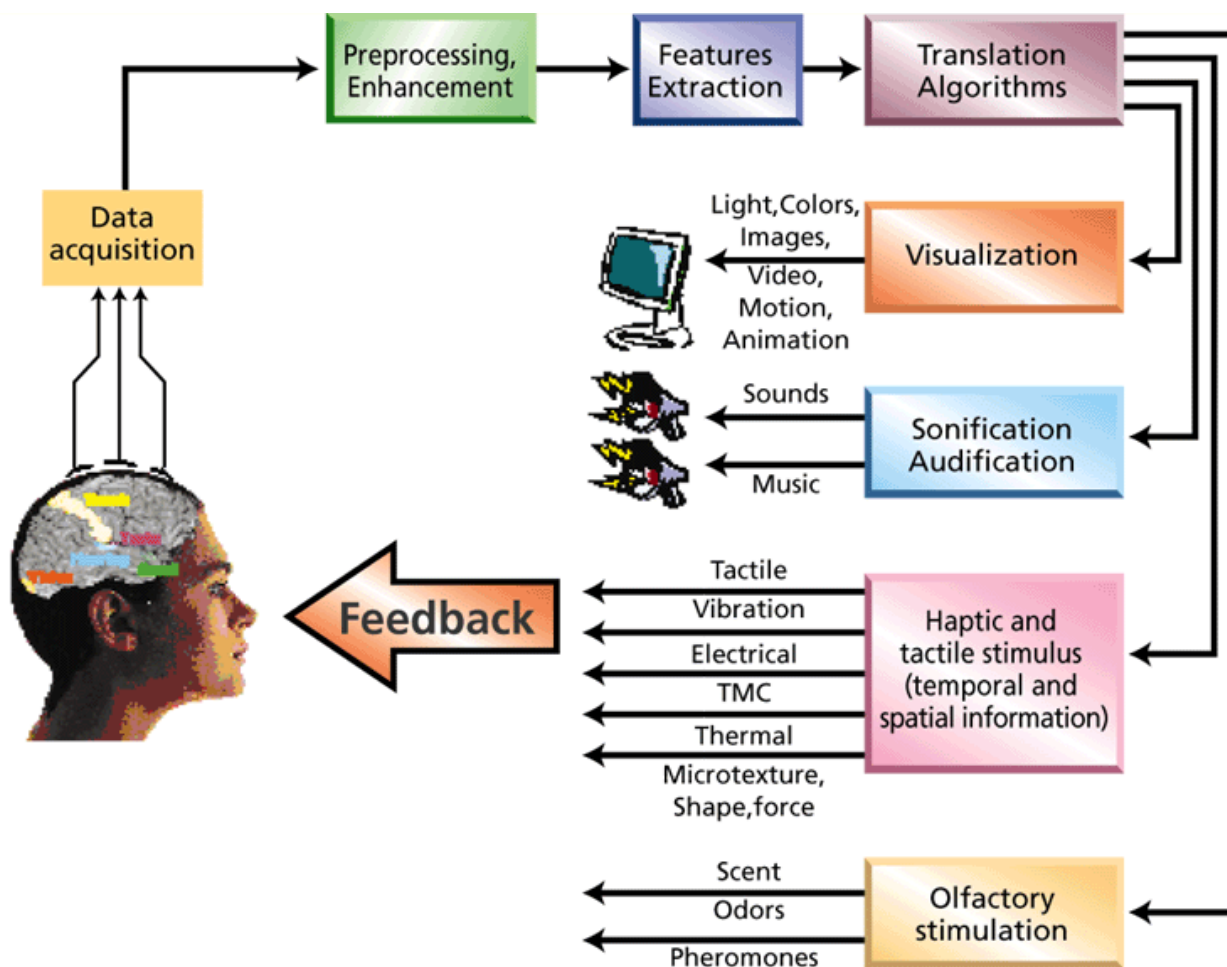 Preprocessing,
Enhancement
Features
Extraction
Translation
Algorithms
Data
acquisition
Light,Colors,
Images,
Video,
Motion,
Animation
Visualization
Sounds
Music
Sonification
Audification
Feedback
Tactile
Vibration
Electrical
TMC
Thermal
Microtexture,
Shape,force
Haptic and
tactile stimulus
(temporal and
spatial information)
Scent
Odors
Pheromones
Olfactory
stimulation